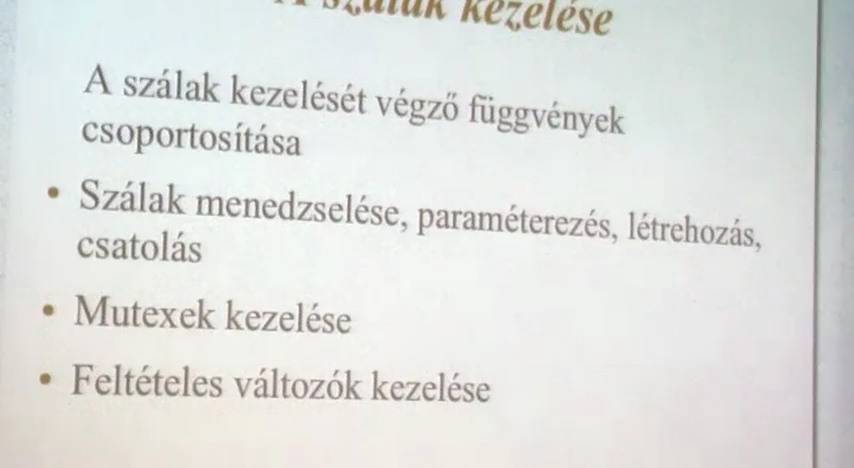 A szálak kezelése
A szálak kezelését végző függvények
csoportosítása
• Szálak menedzselése, paraméterezés, létrehozás,
csatolás
• Mutexek kezelése
• Feltételes változók kezelése